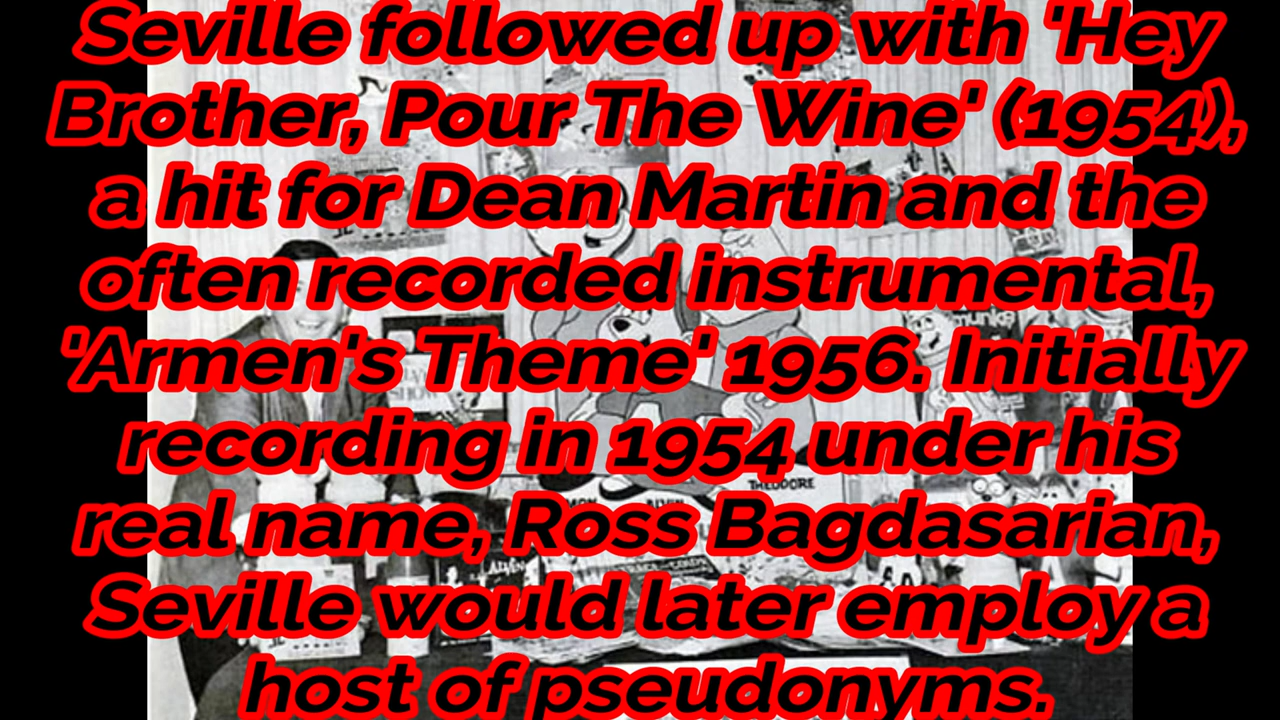 Seville followed up with 'Hey
Brother, Pour The Wine' (1954),
a hit for Dean Martin and the
often recorded instrumental,
'Armen's Theme' 1956. Initially
recording in 1954 under his
real name, Ross Bagdasarian,
Seville would later employ a
host of pseudonyms.
THEODORE